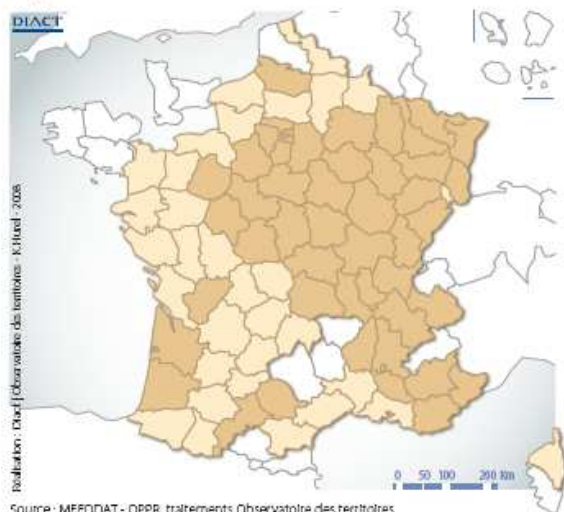 DIACT
Réalisation : Diact | Observatoire des territoires - K.Hurel - 2008
0 50 100 200 Km
Source : MEEDDAT - DPPR, traitements Observatoire des territoires